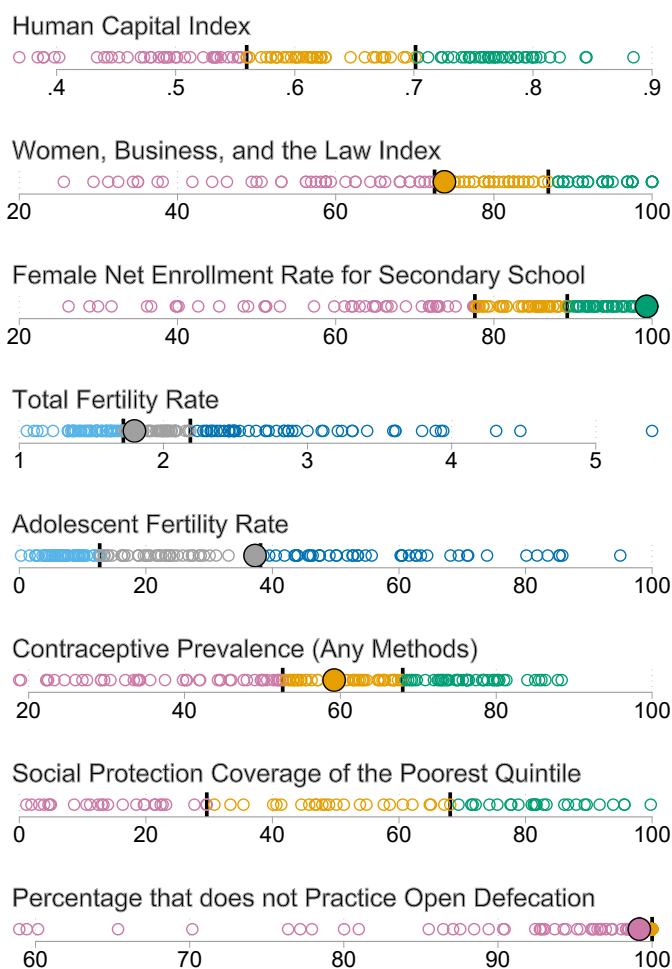 Human Capital Index
.4 .5 .6 .7 .8 .9
Women, Business, and the Law Index
20 40 60 80 100
Female Net Enrollment Rate for Secondary School
20 40 60 80 100
Total Fertility Rate
1 2 3 4 5
Adolescent Fertility Rate
0 20 40 60 80 100
Contraceptive Prevalence (Any Methods)
20 40 60 80 100
Social Protection Coverage of the Poorest Quintile
0 20 40 60 80 100
Percentage that does not Practice Open Defecation
60 70 80 90 100